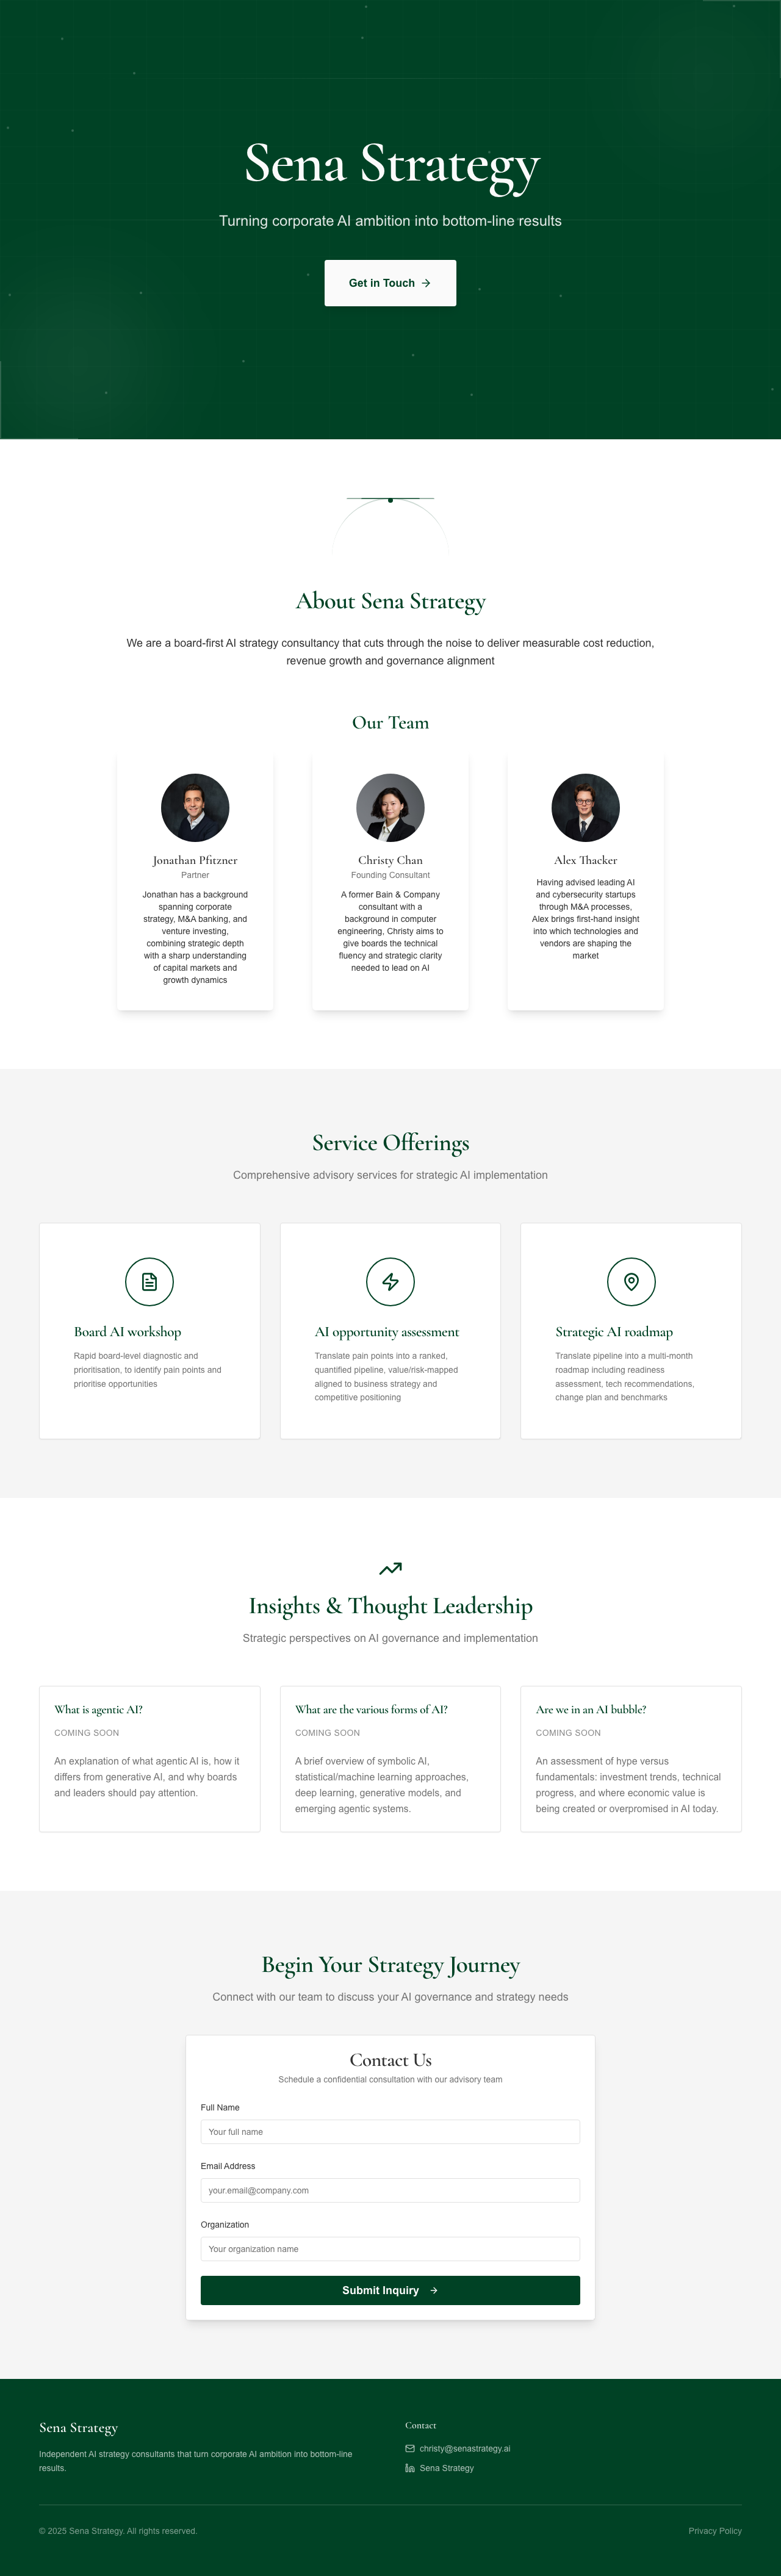 Sena Strategy
Turning corporate AI ambition into bottom-line results
Get in Touch
About Sena Strategy
We are a board-first AI strategy consultancy that cuts through the noise to deliver measurable cost reduction,
revenue growth and governance alignment
Our Team
Jonathan Pfitzner
Partner
Jonathan has a background
spanning corporate
strategy, M&A banking, and
venture investing,
combining strategic depth
with a sharp understanding
of capital markets and
growth dynamics
Christy Chan
Founding Consultant
A former Bain & Company
consultant with a
background in computer
engineering, Christy aims to
give boards the technical
fluency and strategic clarity
needed to lead on AI
Alex Thacker
Having advised leading AI
and cybersecurity startups
through M&A processes,
Alex brings first-hand insight
into which technologies and
vendors are shaping the
market
Service Offerings
Comprehensive advisory services for strategic AI implementation
Board AI workshop
Rapid board-level diagnostic and
prioritisation, to identify pain points and
prioritise opportunities
AI opportunity assessment
Translate pain points into a ranked,
quantified pipeline, value/risk-mapped
aligned to business strategy and
competitive positioning
Strategic AI roadmap
Translate pipeline into a multi-month
roadmap including readiness
assessment, tech recommendations,
change plan and benchmarks
Insights & Thought Leadership
Strategic perspectives on AI governance and implementation
What is agentic AI?
COMING SOON
An explanation of what agentic AI is, how it
differs from generative AI, and why boards
and leaders should pay attention.
What are the various forms of AI?
COMING SOON
A brief overview of symbolic AI,
statistical/machine learning approaches,
deep learning, generative models, and
emerging agentic systems.
Are we in an AI bubble?
COMING SOON
An assessment of hype versus
fundamentals: investment trends, technical
progress, and where economic value is
being created or overpromised in AI today.
Begin Your Strategy Journey
Connect with our team to discuss your AI governance and strategy needs
Contact Us
Schedule a confidential consultation with our advisory team
Full Name
Your full name
Email Address
your.email@company.com
Organization
Your organization name
Submit Inquiry
Sena Strategy
Independent AI strategy consultants that turn corporate AI ambition into bottom-line
results.
Contact
christy@senastrategy.ai
Sena Strategy
© 2025 Sena Strategy. All rights reserved.
Privacy Policy